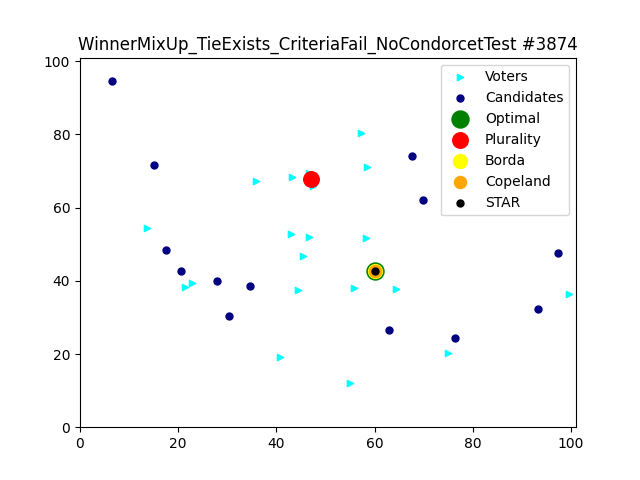 WinnerMixUp_TieExists_CriteriaFail_NoCondorcetTest #3874
100
80
60
40
20
0
0 20 40 60 80 100
Voters
Candidates
Optimal
Plurality
Borda
Copeland
STAR